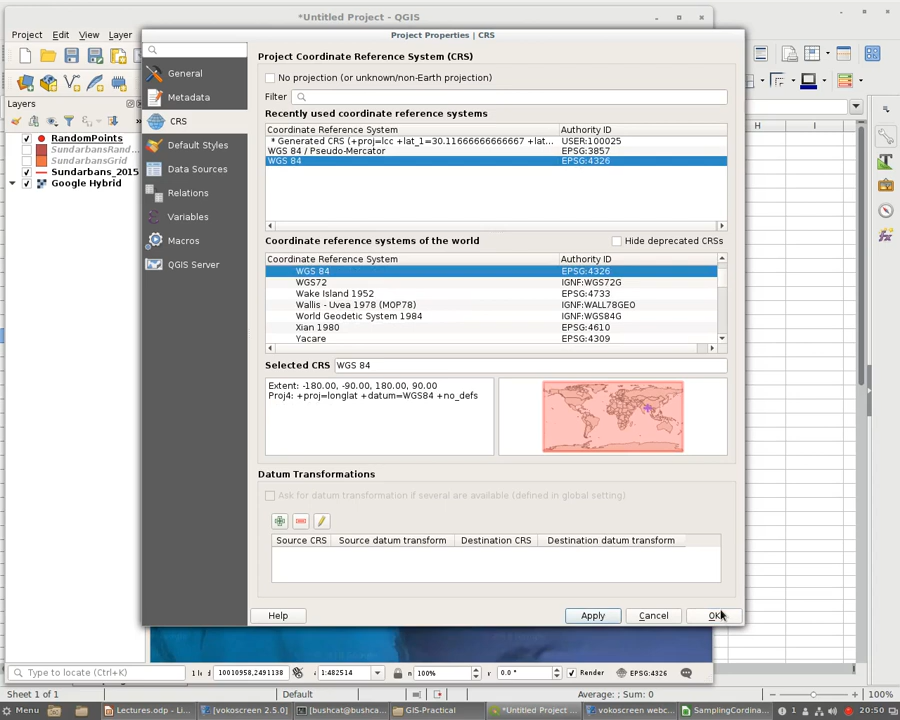 *Untitled Project - QGIS
Project Edit View Layer
Layers
RandomPoints
SundarbansRand...
SundarbansGrid
Sundarbans_2015
Google Hybrid
Project Properties | CRS
General
Metadata
CRS
Default Styles
Data Sources
Relations
Variables
Macros
QGIS Server
Project Coordinate Reference System (CRS)
No projection (or unknown/non-Earth projection)
Filter
Recently used coordinate reference systems
Coordinate Reference System Authority ID
* Generated CRS (+proj=lcc +lat_1=30.11666666666667 +lat... USER:100025
WGS 84 / Pseudo-Mercator EPSG:3857
WGS 84 EPSG:4326
Coordinate reference systems of the world Hide deprecated CRSs
Coordinate Reference System Authority ID
WGS 84 EPSG:4326
WGS72 IGNF:WGS72G
Wake Island 1952 EPSG:4733
Wallis - Uvea 1978 (MOP78) IGNF:WALL78GEO
World Geodetic System 1984 IGNF:WGS84G
Xian 1980 EPSG:4610
Yacare EPSG:4309
Selected CRS WGS 84
Extent: -180.00, -90.00, 180.00, 90.00
Proj4: +proj=longlat +datum=WGS84 +no_defs
Datum Transformations
Ask for datum transformation if several are available (defined in global setting)
Source CRS Source datum transform Destination CRS Destination datum transform
Help Apply Cancel OK
H I
Type to locate (Ctrl+K) 10010958,2491138 1:482514 100% 0.0 ° Render EPSG:4326
Sheet 1 of 1 Default Average: ; Sum: 0 100%
Menu Lectures.odp - Li... [vokoscreen 2.5.0] [bushcat@bushca... GIS-Practical *Untitled Project ... vokoscreen webc... SamplingCordina... 1 20:50